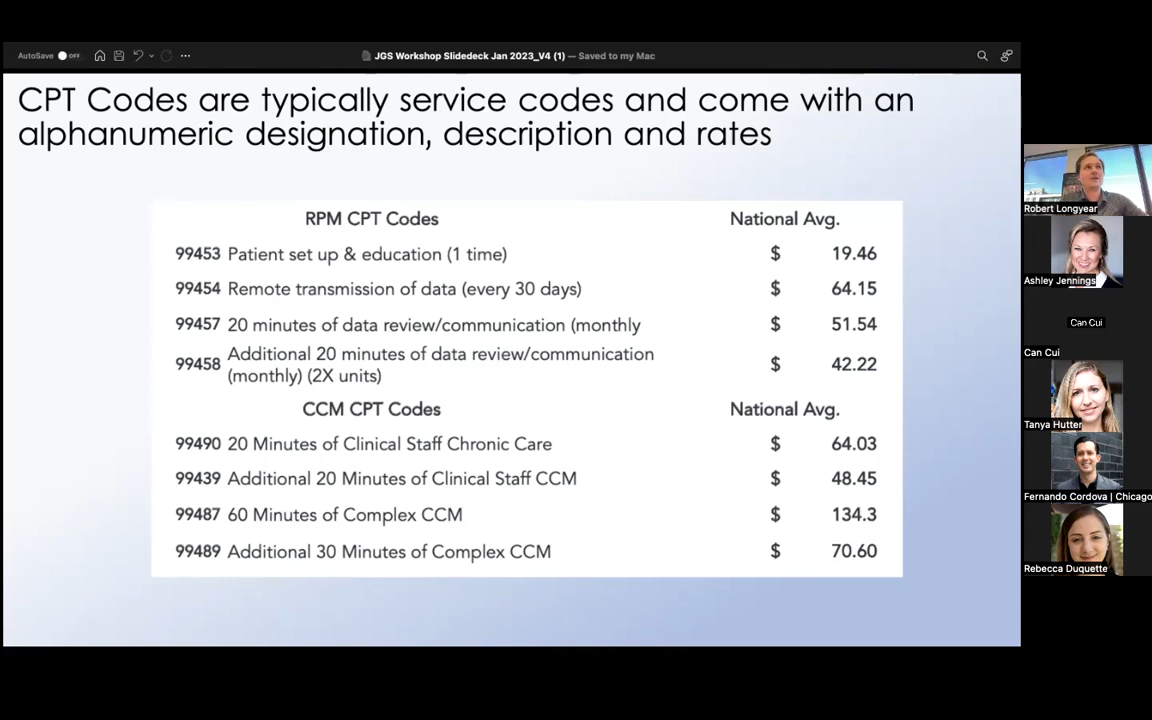 AutoSave OFF
JGS Workshop Slidedeck Jan 2023_V4 (1) — Saved to my Mac
CPT Codes are typically service codes and come with an
alphanumeric designation, description and rates
RPM CPT Codes National Avg.
99453 Patient set up & education (1 time) $ 19.46
99454 Remote transmission of data (every 30 days) $ 64.15
99457 20 minutes of data review/communication (monthly $ 51.54
99458 Additional 20 minutes of data review/communication
(monthly) (2X units) $ 42.22
CCM CPT Codes National Avg.
99490 20 Minutes of Clinical Staff Chronic Care $ 64.03
99439 Additional 20 Minutes of Clinical Staff CCM $ 48.45
99487 60 Minutes of Complex CCM $ 134.3
99489 Additional 30 Minutes of Complex CCM $ 70.60
Robert Longyear
Ashley Jennings
Can Cui
Can Cui
Tanya Hutter
Fernando Cordova | Chicago
Rebecca Duquette